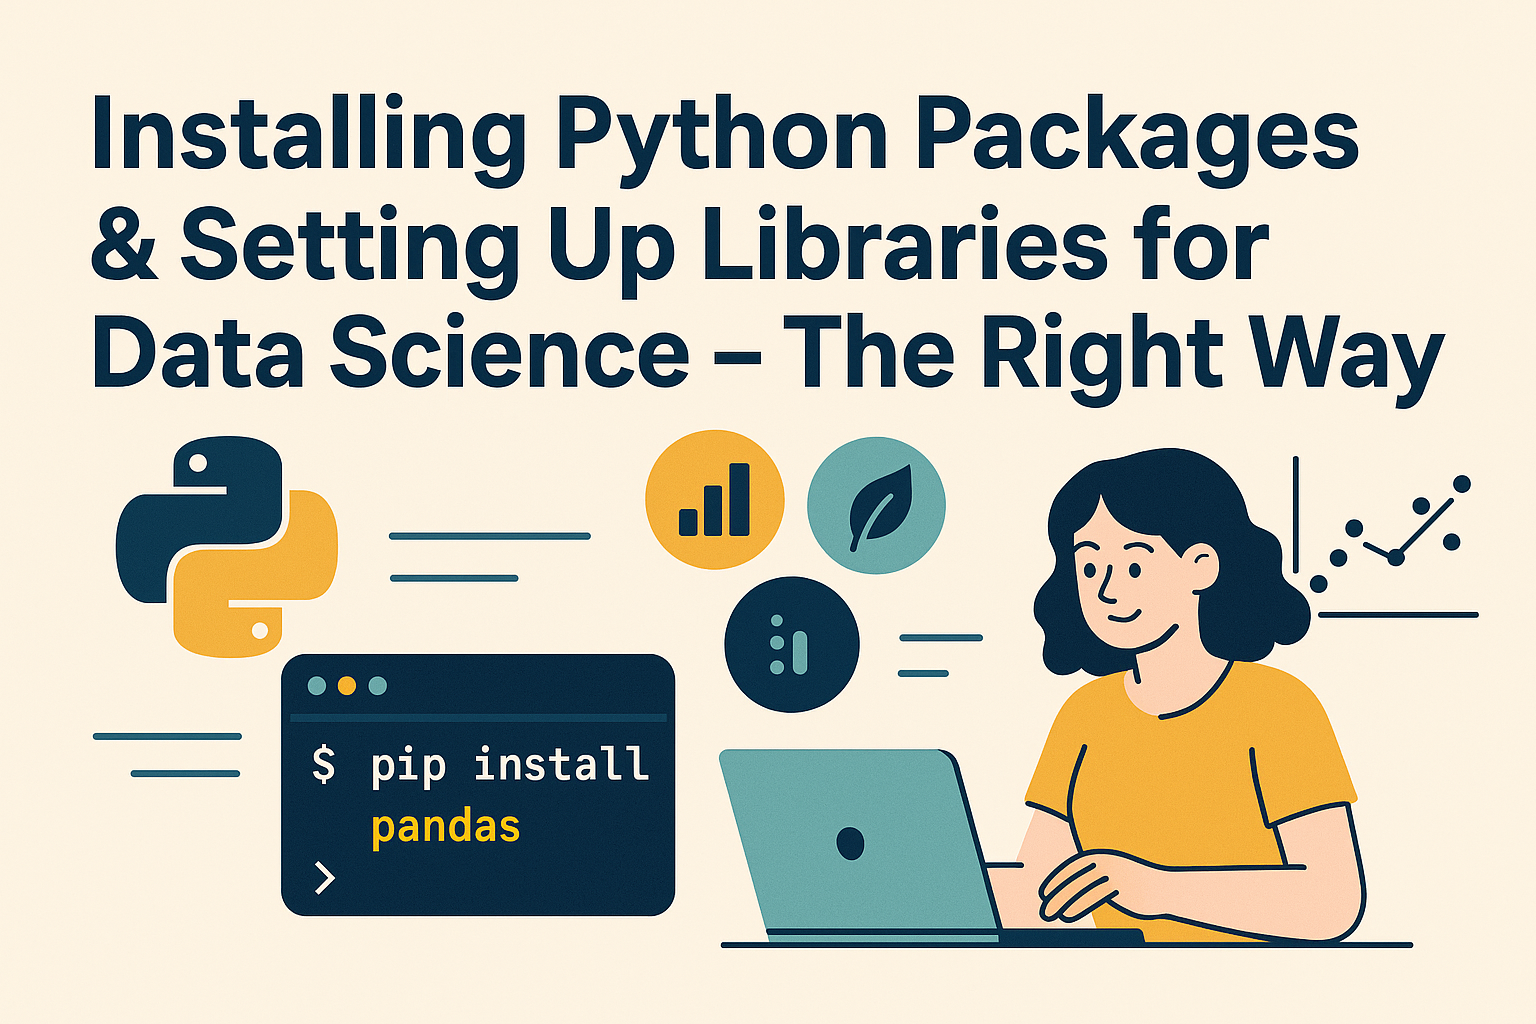 Installing Python Packages
& Setting Up Libraries for
Data Science – The Right Way
$ pip install
pandas
>